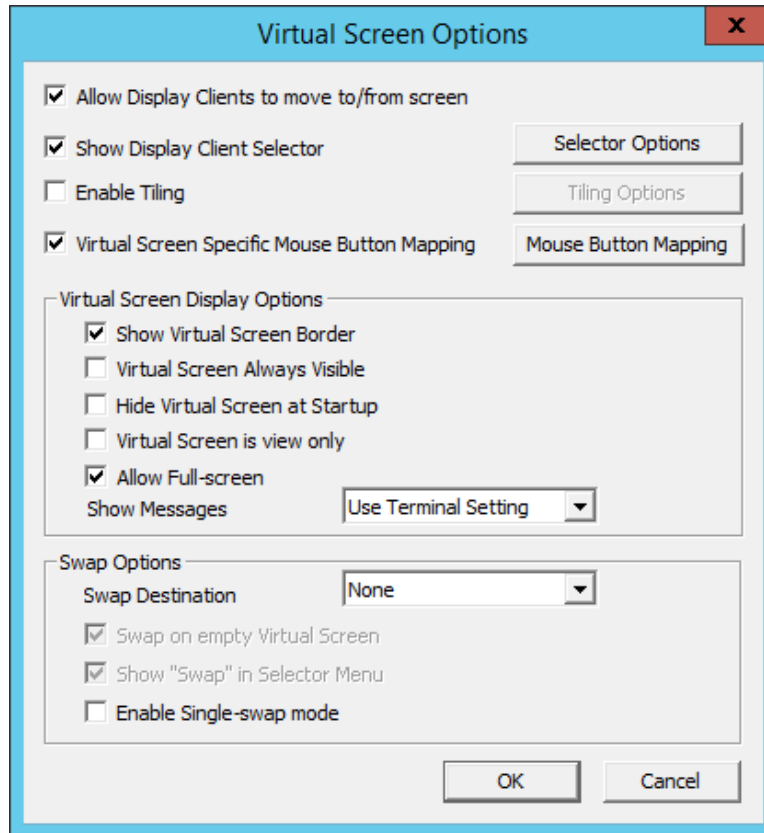 Virtual Screen Options
x
Allow Display Clients to move to/from screen
Show Display Client Selector
Selector Options
Enable Tiling
Tiling Options
Virtual Screen Specific Mouse Button Mapping
Mouse Button Mapping
Virtual Screen Display Options
Show Virtual Screen Border
Virtual Screen Always Visible
Hide Virtual Screen at Startup
Virtual Screen is view only
Allow Full-screen
Show Messages
Use Terminal Setting
Swap Options
Swap Destination
None
Swap on empty Virtual Screen
Show "Swap" in Selector Menu
Enable Single-swap mode
OK
Cancel